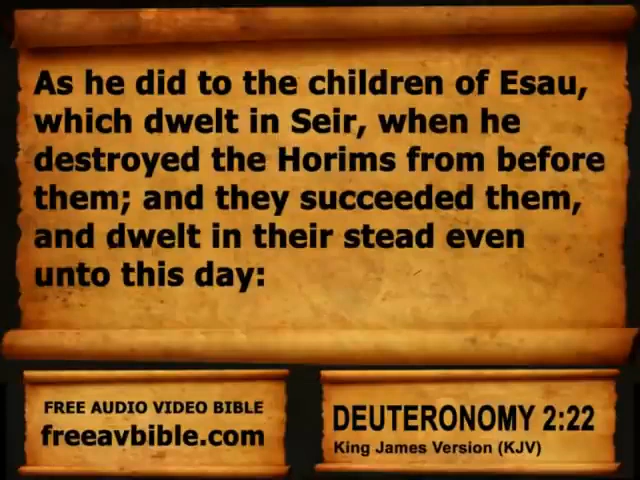 As he did to the children of Esau,
which dwelt in Seir, when he
destroyed the Horims from before
them; and they succeeded them,
and dwelt in their stead even
unto this day:
FREE AUDIO VIDEO BIBLE
freeavbible.com
DEUTERONOMY 2:22
King James Version (KJV)